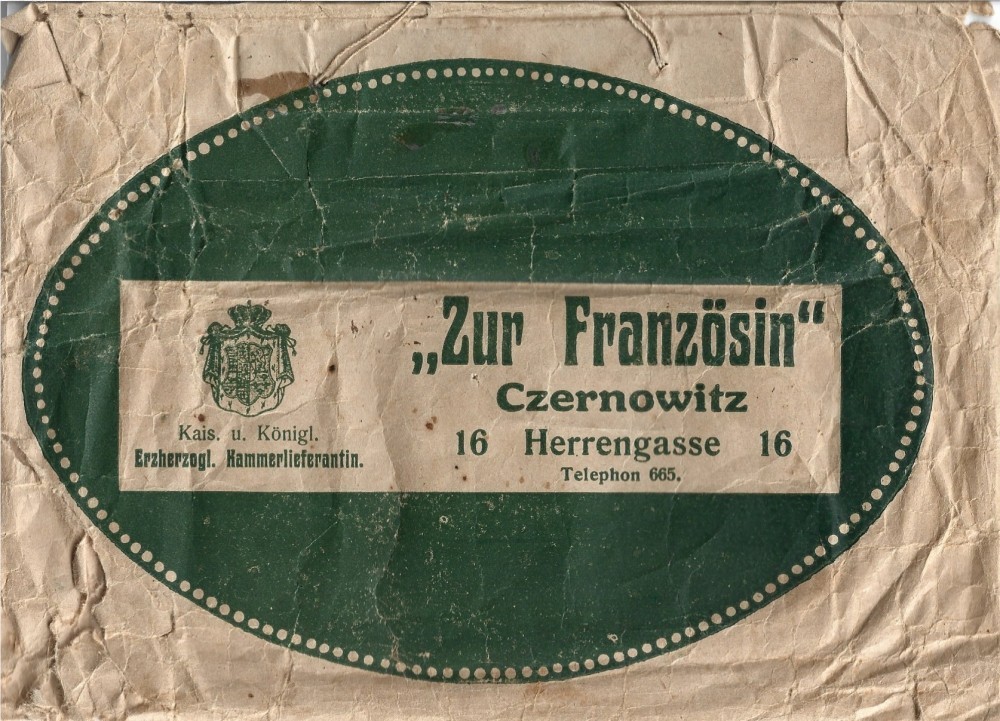 „Zur Französin“
Czernowitz
16 Herrengasse 16
Telephon 665.
Kais. u. Königl.
Erzherzogl. Kammerlieferantin.